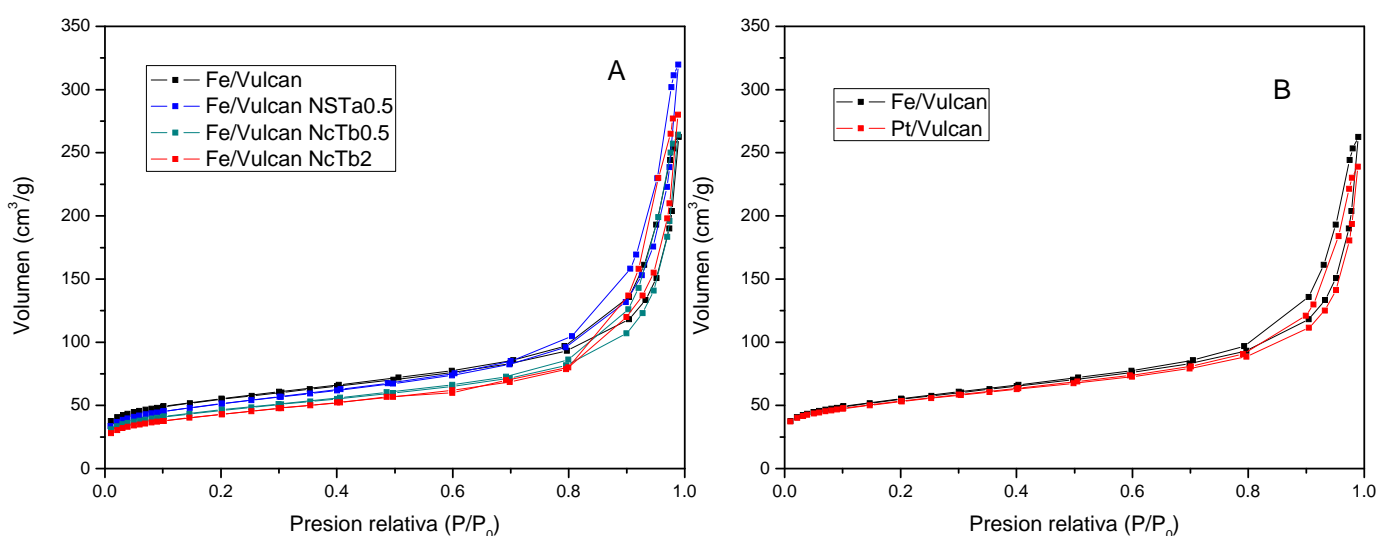 A
Fe/Vulcan
Fe/Vulcan NSTa0.5
Fe/Vulcan NcTb0.5
Fe/Vulcan NcTb2
Volumen (cm³/g)
350
300
250
200
150
100
50
0
0.0 0.2 0.4 0.6 0.8 1.0
Presion relativa (P/P₀)
B
Fe/Vulcan
Pt/Vulcan
Volumen (cm³/g)
350
300
250
200
150
100
50
0
0.0 0.2 0.4 0.6 0.8 1.0
Presion relativa (P/P₀)